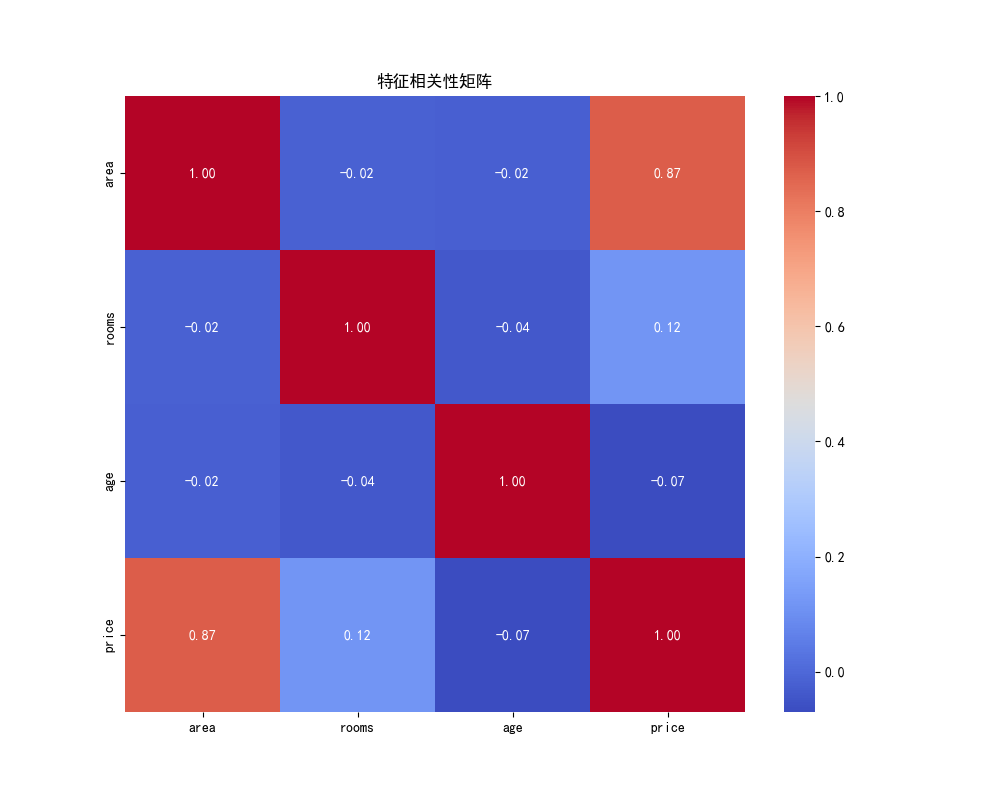 特征相关性矩阵
area 1.00 -0.02 -0.02 0.87
rooms -0.02 1.00 -0.04 0.12
age -0.02 -0.04 1.00 -0.07
price 0.87 0.12 -0.07 1.00
area rooms age price
1.0
0.8
0.6
0.4
0.2
0.0